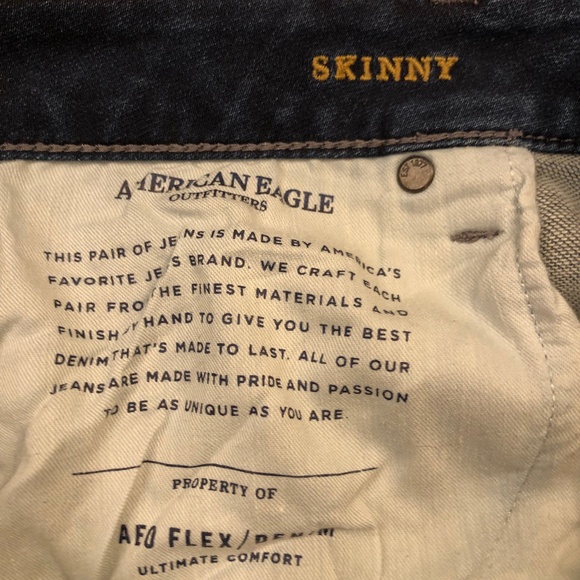 SKINNY
EST 1977
AMERICAN EAGLE
OUTFITTERS
THIS PAIR OF JEANS IS MADE BY AMERICA'S
FAVORITE JEANS BRAND. WE CRAFT EACH
PAIR FROM THE FINEST MATERIALS AND
FINISH BY HAND TO GIVE YOU THE BEST
DENIM THAT'S MADE TO LAST. ALL OF OUR
JEANS ARE MADE WITH PRIDE AND PASSION
TO BE AS UNIQUE AS YOU ARE.
PROPERTY OF
FLEX/
ULTIMATE COMFORT